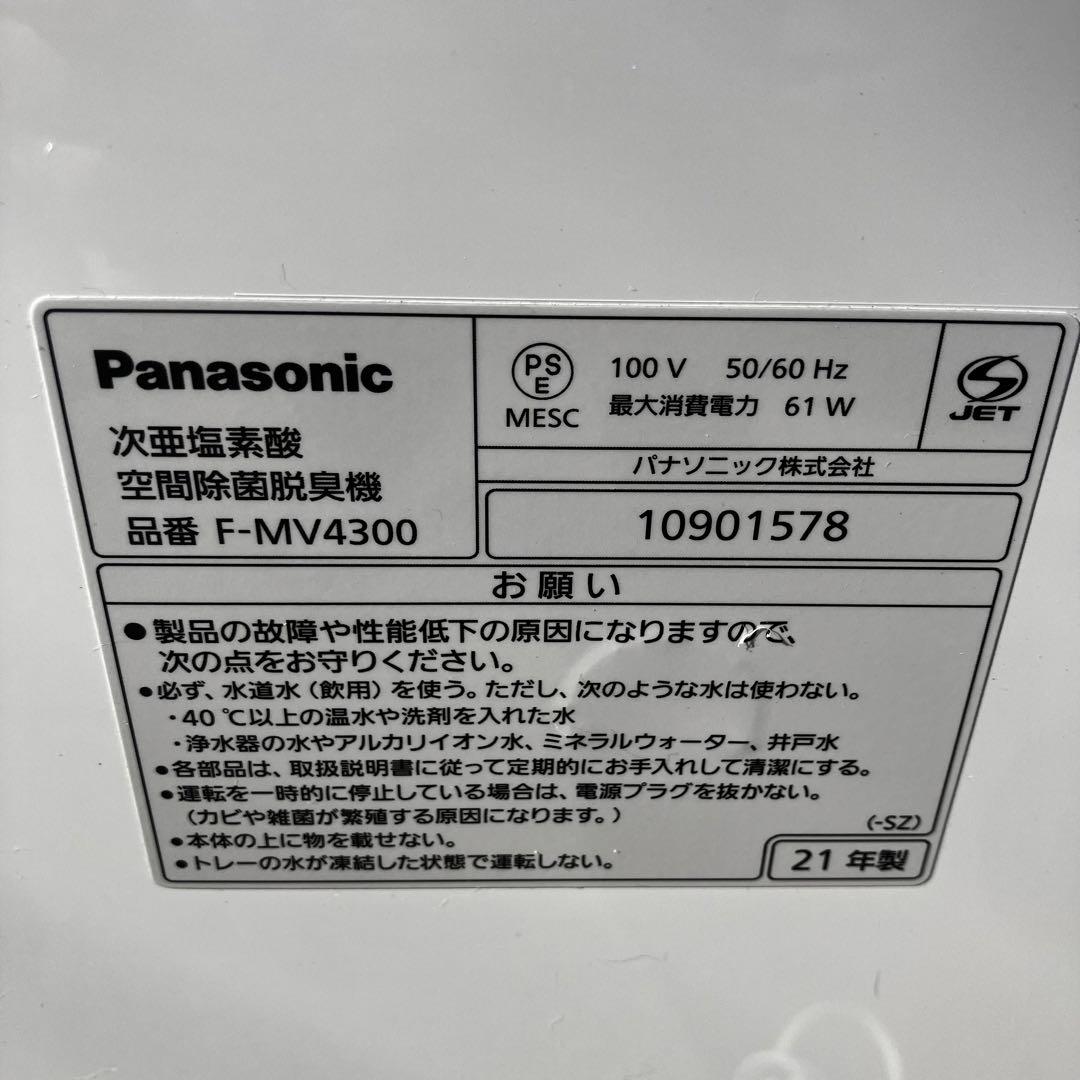 Panasonic
次亜塩素酸
空間除菌脱臭機
品番 F-MV4300
PS
E
MESC
100 V 50/60 Hz
最大消費電力 61 W
S
JET
パナソニック株式会社
10901578
お願い
●製品の故障や性能低下の原因になりますので、
次の点をお守りください。
●必ず、水道水（飲用）を使う。ただし、次のような水は使わない。
・40 ℃以上の温水や洗剤を入れた水
・浄水器の水やアルカリイオン水、ミネラルウォーター、井戸水
●各部品は、取扱説明書に従って定期的にお手入れして清潔にする。
●運転を一時的に停止している場合は、電源プラグを抜かない。
（カビや雑菌が繁殖する原因になります。）
●本体の上に物を載せない。
●トレーの水が凍結した状態で運転しない。
(-SZ)
21 年製